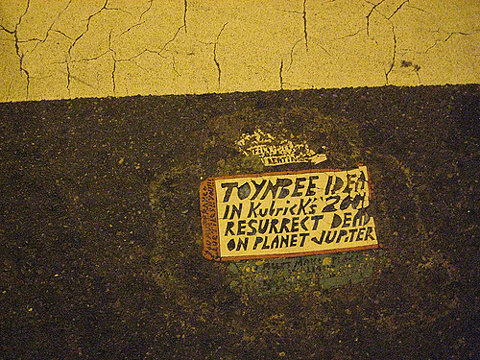 TOYNBEE IDEA
IN KubricK's 2001
RESURRECT DEAD
ON PLANET JUPiTER